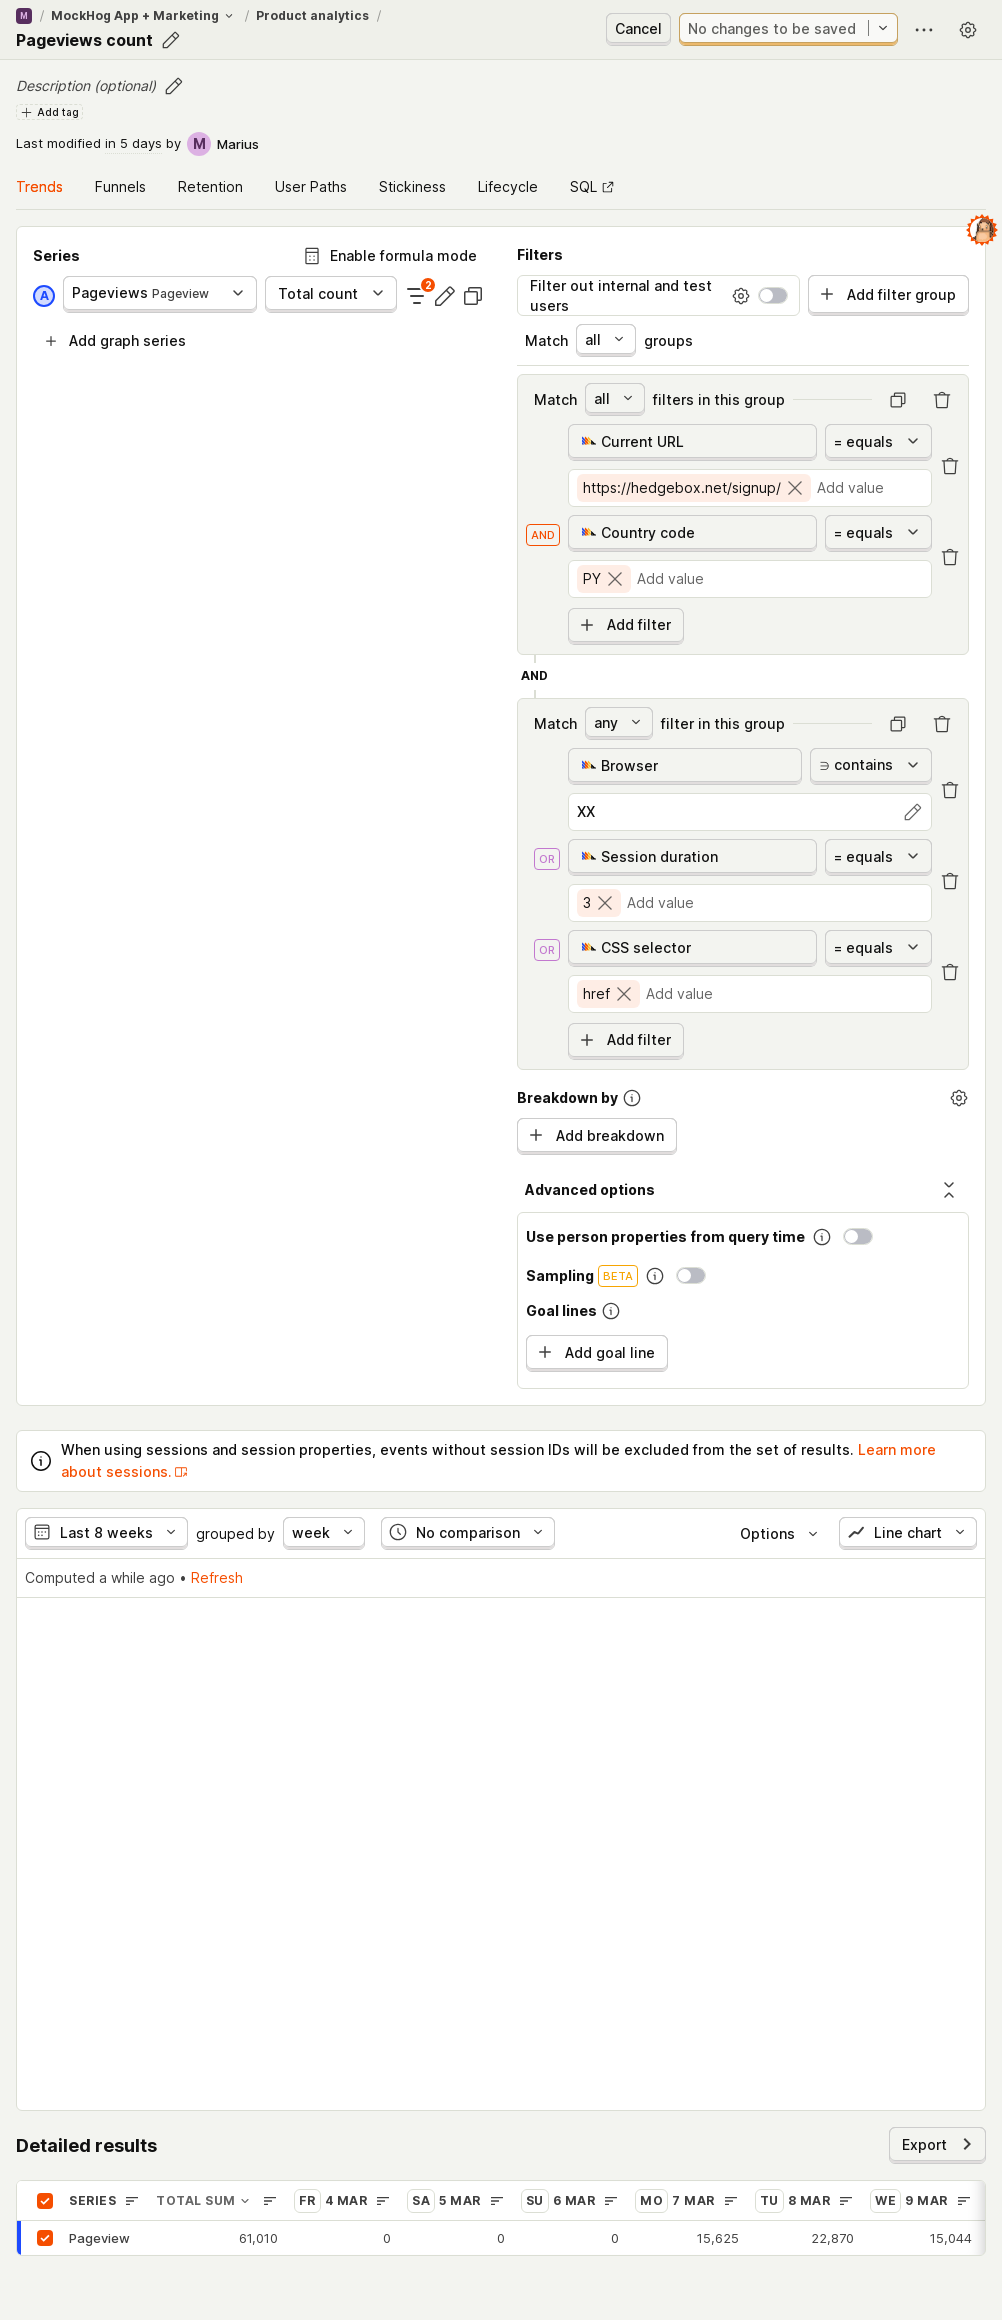 M / MockHog App + Marketing / Product analytics /
Pageviews count
Cancel
No changes to be saved
Description (optional)
Add tag
Last modified in 5 days by M Marius
Trends Funnels Retention User Paths Stickiness Lifecycle SQL
Series
Enable formula mode
A Pageviews Pageview Total count 2
Add graph series
Filters
Filter out internal and test users
Add filter group
Match all groups
Match all filters in this group
Current URL = equals
https://hedgebox.net/signup/ Add value
AND Country code = equals
PY Add value
Add filter
AND
Match any filter in this group
Browser ∋ contains
XX
OR Session duration = equals
3 Add value
OR CSS selector = equals
href Add value
Add filter
Breakdown by
Add breakdown
Advanced options
Use person properties from query time
Sampling BETA
Goal lines
Add goal line
When using sessions and session properties, events without session IDs will be excluded from the set of results. Learn more
about sessions.
Last 8 weeks grouped by week No comparison Options Line chart
Computed a while ago • Refresh
Detailed results
Export
SERIES TOTAL SUM FR 4 MAR SA 5 MAR SU 6 MAR MO 7 MAR TU 8 MAR WE 9 MAR
Pageview 61,010 0 0 0 15,625 22,870 15,044